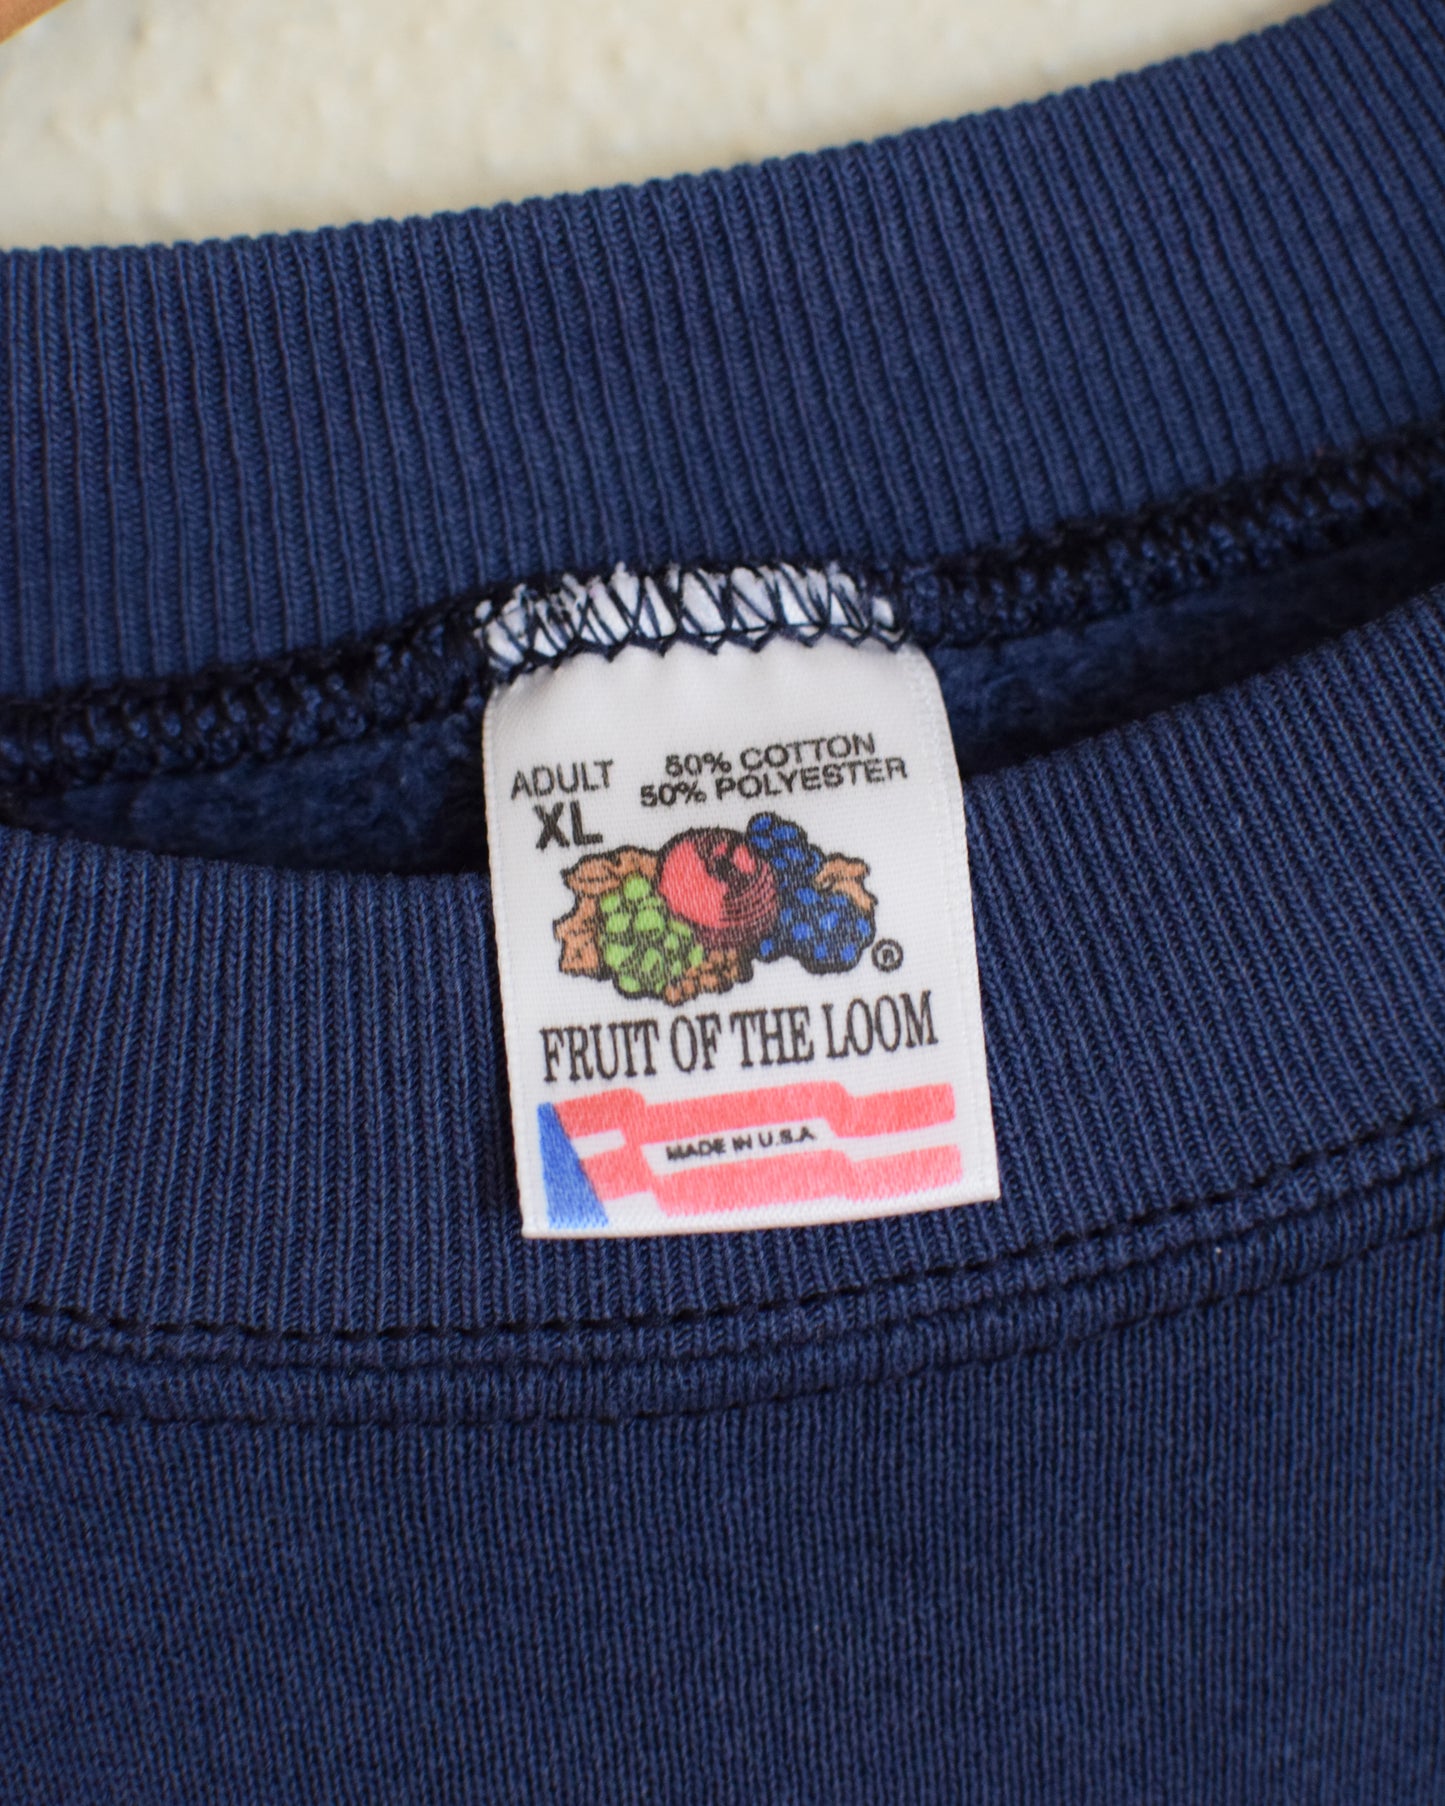 ADULT
XL
50% COTTON
50% POLYESTER
®
FRUIT OF THE LOOM
MADE IN U.S.A.